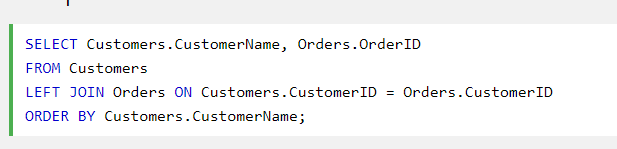 SELECT Customers.CustomerName, Orders.OrderID
FROM Customers
LEFT JOIN Orders ON Customers.CustomerID = Orders.CustomerID
ORDER BY Customers.CustomerName;